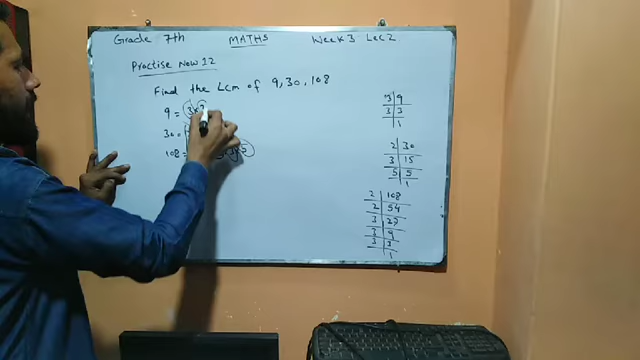 Grade 7th MATHS Week 3 Lec 2
Practise Now 12
Find the Lcm of 9, 30, 108
9 = 3×3
30 =
108 =
3 | 9
3 | 3
1
2 | 30
3 | 15
5 | 5
1
2 | 108
2 | 54
3 | 27
3 | 9
3 | 3
1